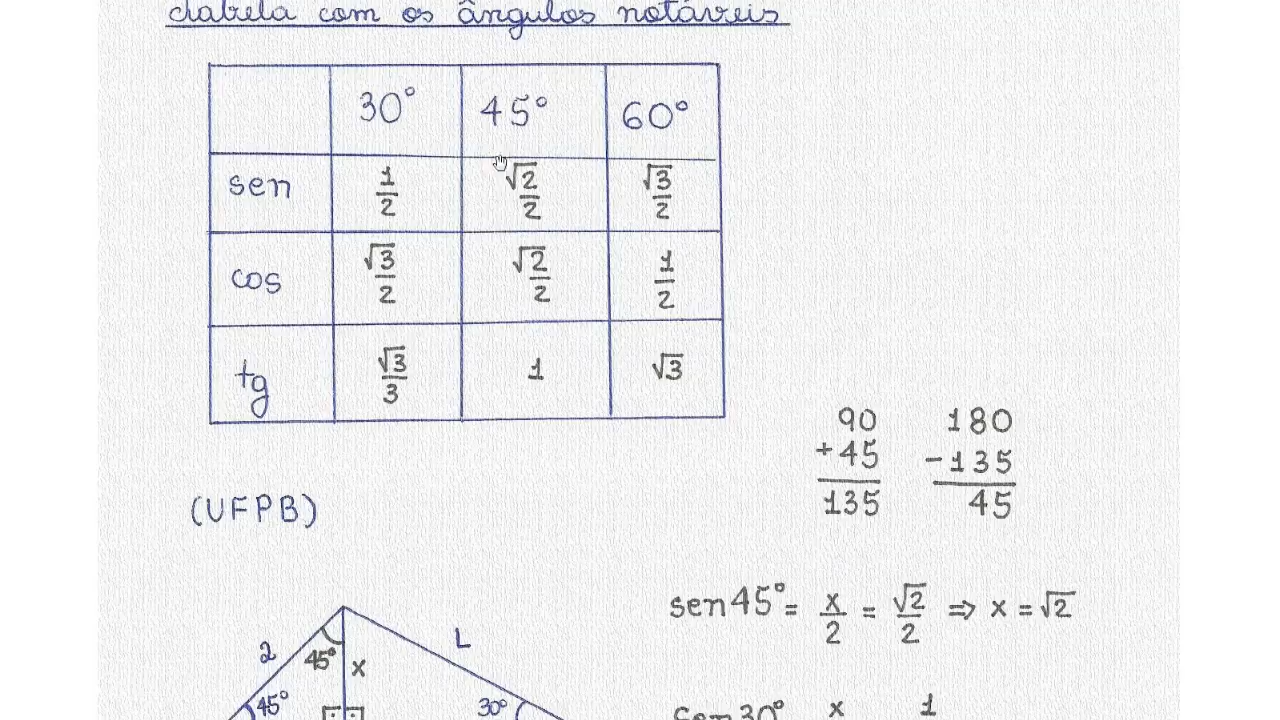 tabela com os ângulos notáveis
30° 45° 60°
sen 1/2 √2/2 √3/2
cos √3/2 √2/2 1/2
tg √3/3 1 √3
90
+45
135
180
-135
45
(UFPB)
sen45°= x/2 = √2/2 ⇒ x=√2
2
45°
x
L
45°
30°
Sen30° x 1